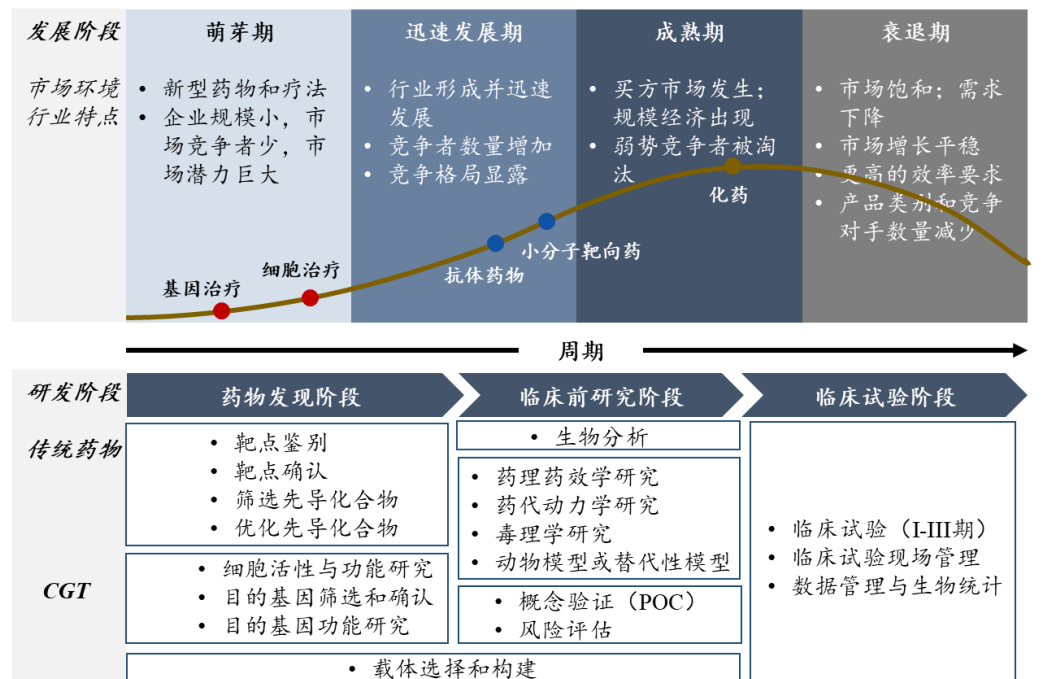 发展阶段
萌芽期
迅速发展期
成熟期
衰退期
市场环境
行业特点
• 新型药物和疗法
• 企业规模小，市
场竞争者少，市
场潜力巨大
• 行业形成并迅速
发展
• 竞争者数量增加
• 竞争格局显露
• 买方市场发生；
规模经济出现
• 弱势竞争者被淘
汰
• 市场饱和；需求
下降
• 市场增长平稳
• 更高的效率要求
• 产品类别和竞争
对手数量减少
基因治疗
细胞治疗
抗体药物
小分子靶向药
化药
周期
研发阶段
药物发现阶段
临床前研究阶段
临床试验阶段
传统药物
• 靶点鉴别
• 靶点确认
• 筛选先导化合物
• 优化先导化合物
• 生物分析
• 药理药效学研究
• 药代动力学研究
• 毒理学研究
• 动物模型或替代性模型
• 临床试验（I-III期）
• 临床试验现场管理
• 数据管理与生物统计
CGT
• 细胞活性与功能研究
• 目的基因筛选和确认
• 目的基因功能研究
• 概念验证（POC）
• 风险评估
• 载体选择和构建